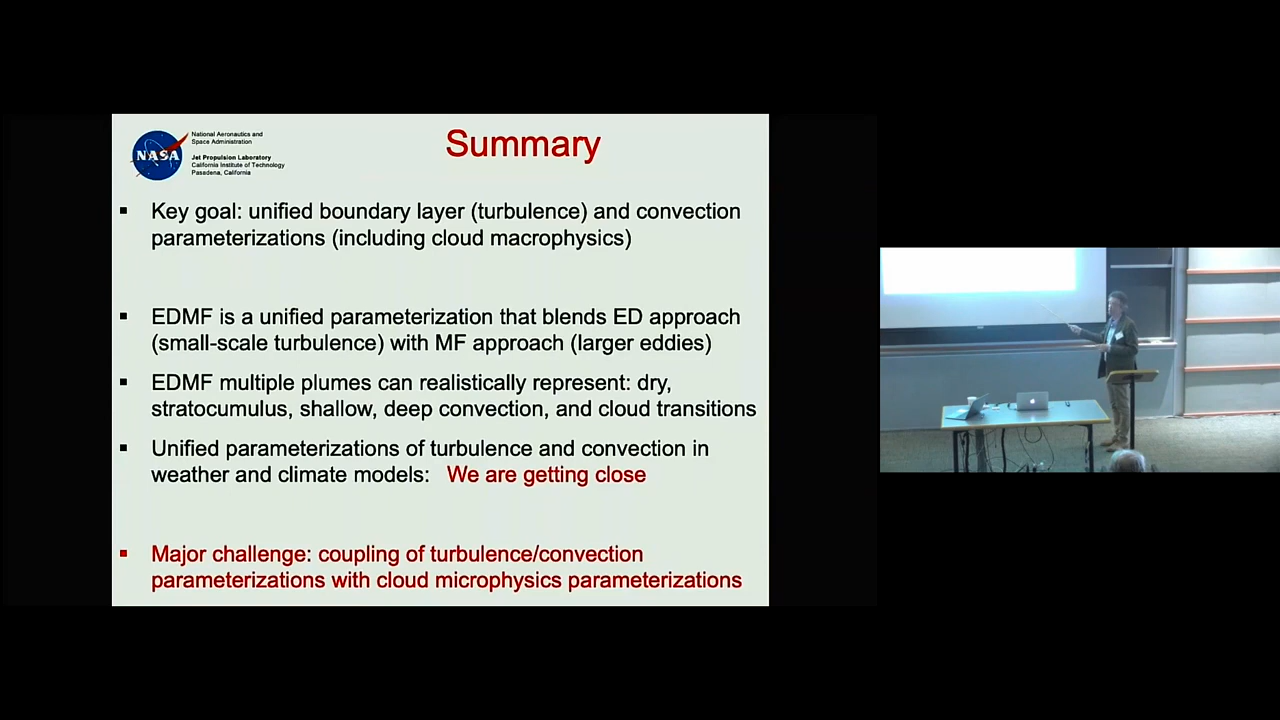 Summary
NASA
National Aeronautics and
Space Administration
Jet Propulsion Laboratory
California Institute of Technology
Pasadena, California
▪ Key goal: unified boundary layer (turbulence) and convection
parameterizations (including cloud macrophysics)
▪ EDMF is a unified parameterization that blends ED approach
(small-scale turbulence) with MF approach (larger eddies)
▪ EDMF multiple plumes can realistically represent: dry,
stratocumulus, shallow, deep convection, and cloud transitions
▪ Unified parameterizations of turbulence and convection in
weather and climate models: We are getting close
▪ Major challenge: coupling of turbulence/convection
parameterizations with cloud microphysics parameterizations